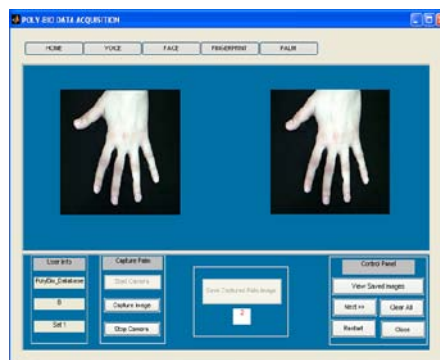 POLY-BIO DATA ACQUISITION
HOME VOICE FACE FINGERPRINT PALM
User Info
PolyBio_Database
Set 1
Capture Palm
Start Camera
Capture Image
Stop Camera
Save Captured Palm Image
2
Control Panel
View Saved Images
Next >> Clear All
Restart Close